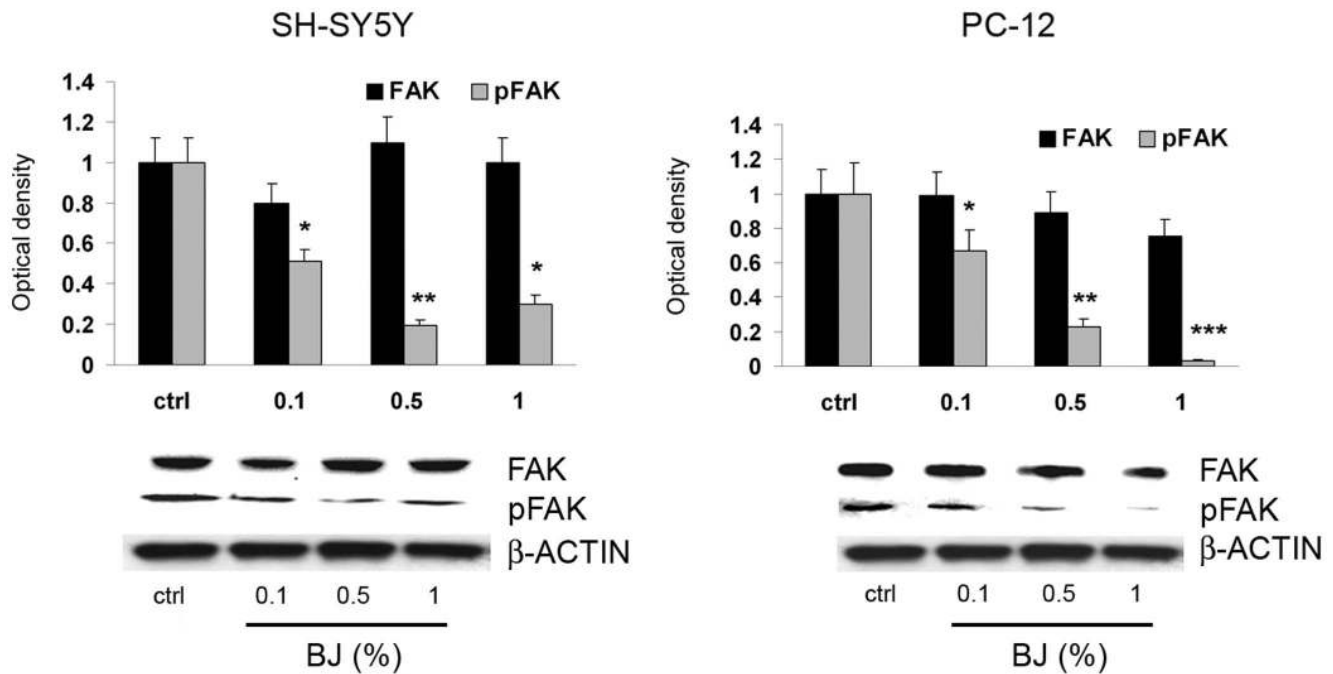 SH-SY5Y
1.4
1.2
1
0.8
0.6
0.4
0.2
0
Optical density
FAK pFAK
*
**
*
ctrl 0.1 0.5 1
FAK
pFAK
β-ACTIN
ctrl 0.1 0.5 1
BJ (%)
PC-12
1.4
1.2
1
0.8
0.6
0.4
0.2
0
Optical density
FAK pFAK
*
**
***
ctrl 0.1 0.5 1
FAK
pFAK
β-ACTIN
ctrl 0.1 0.5 1
BJ (%)